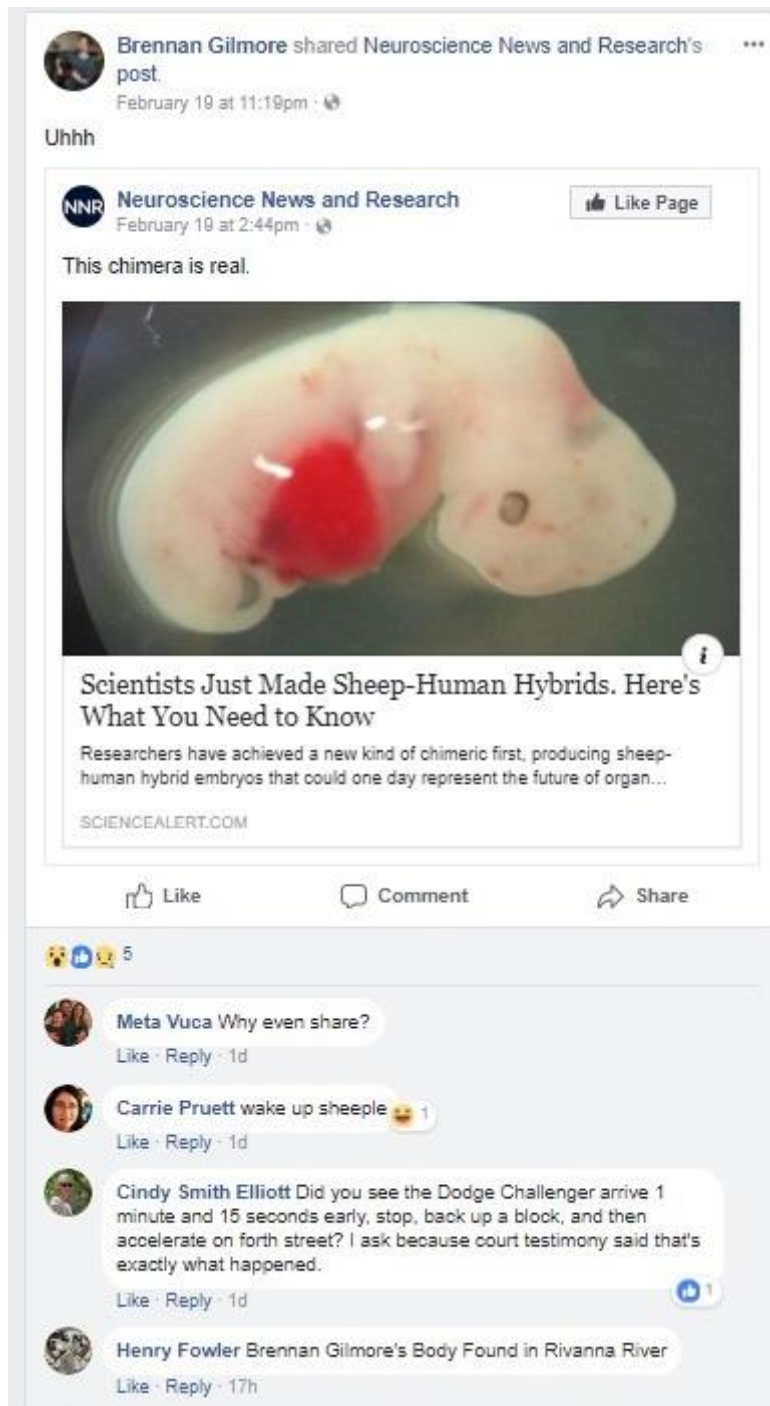 Brennan Gilmore shared Neuroscience News and Research's
post.
February 19 at 11:19pm ·
Uhhh
NNR
Neuroscience News and Research
Like Page
February 19 at 2:44pm ·
This chimera is real.
i
Scientists Just Made Sheep-Human Hybrids. Here's
What You Need to Know
Researchers have achieved a new kind of chimeric first, producing sheep-
human hybrid embryos that could one day represent the future of organ...
SCIENCEALERT.COM
Like Comment Share
5
Meta Vuca Why even share?
Like · Reply · 1d
Carrie Pruett wake up sheeple 1
Like · Reply · 1d
Cindy Smith Elliott Did you see the Dodge Challenger arrive 1
minute and 15 seconds early, stop, back up a block, and then
accelerate on forth street? I ask because court testimony said that's
exactly what happened.
1
Like · Reply · 1d
Henry Fowler Brennan Gilmore's Body Found in Rivanna River
Like · Reply · 17h